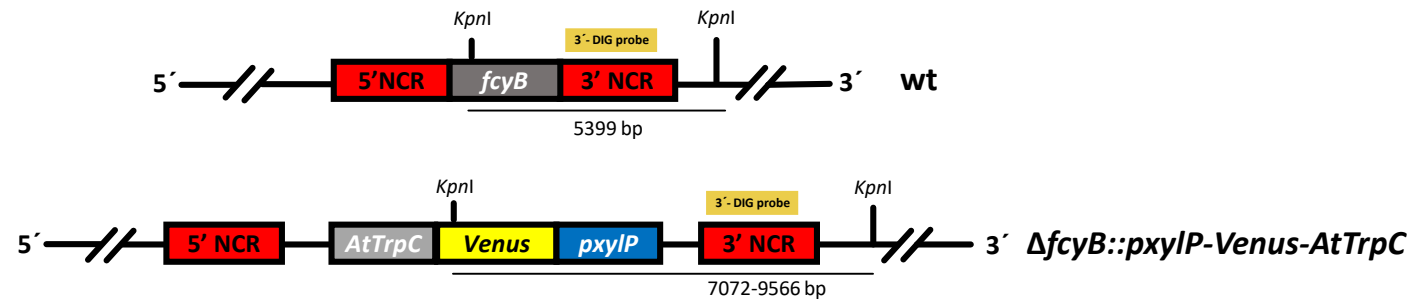 KpnI KpnI
3´- DIG probe
5´ 5'NCR fcyB 3' NCR 3´ wt
5399 bp
KpnI KpnI
3´- DIG probe
5´ 5' NCR AtTrpC Venus pxylP 3' NCR 3´ ΔfcyB::pxylP-Venus-AtTrpC
7072-9566 bp